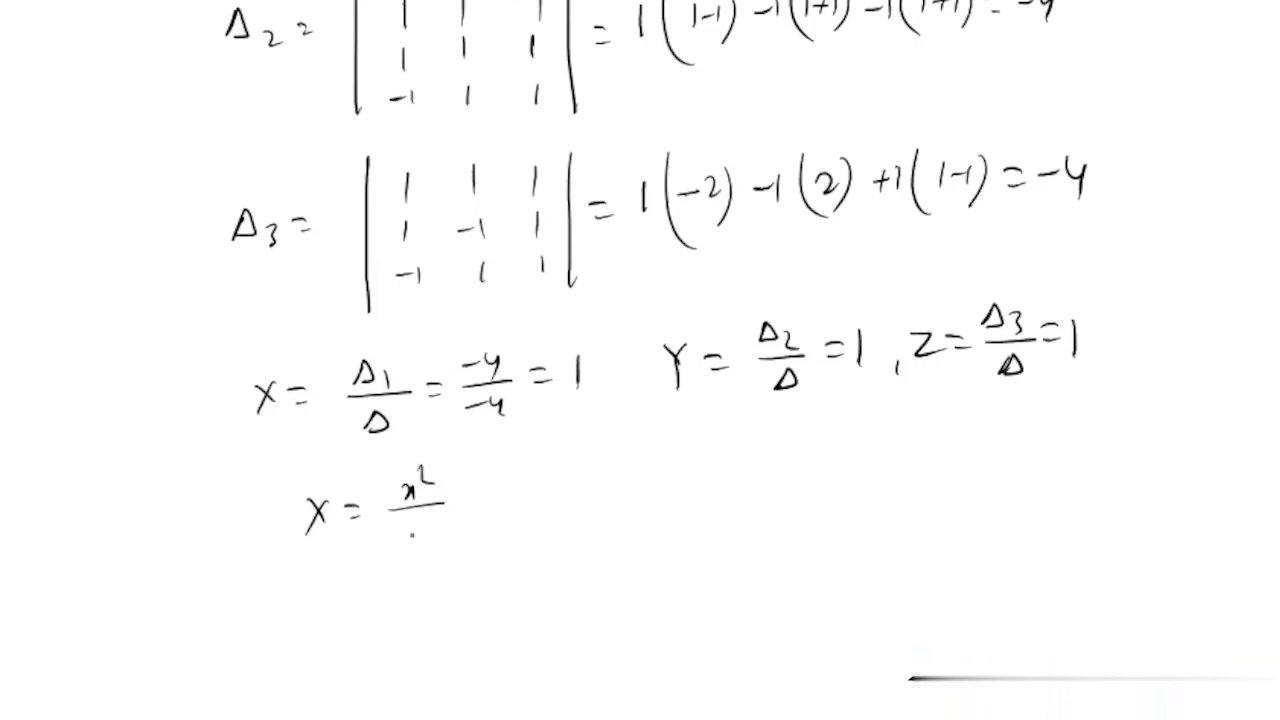 Δ₂ = | 1 1 1 | = 1(1-1) -1(1+1) -1(1+1) = -4
| 1 1 1 |
| -1 1 1 |
Δ₃ = | 1 1 1 | = 1(-2) -1(2) +1(1-1) = -4
| 1 -1 1 |
| -1 1 1 |
X = Δ₁/Δ = -4/-4 = 1 Y = Δ₂/Δ = 1 , Z = Δ₃/Δ = 1
X = x²/